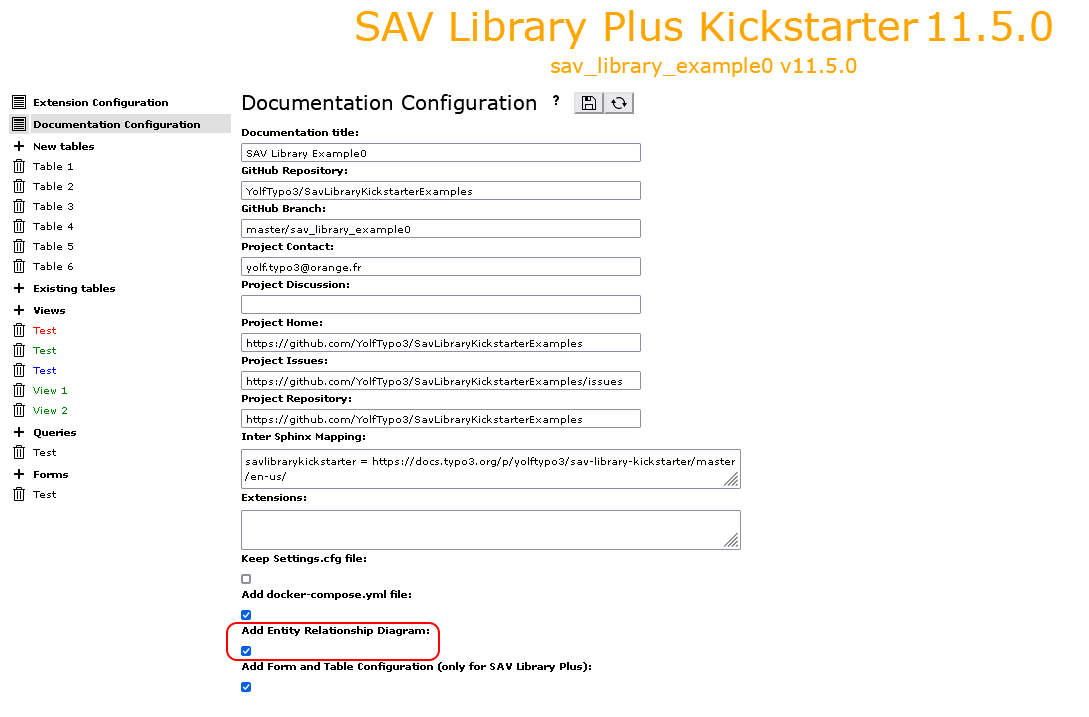 SAV Library Plus Kickstarter 11.5.0
sav_library_example0 v11.5.0
Extension Configuration
Documentation Configuration
New tables
Table 1
Table 2
Table 3
Table 4
Table 5
Table 6
Existing tables
Views
Test
Test
Test
View 1
View 2
Queries
Test
Forms
Test
Documentation Configuration ?
Documentation title:
SAV Library Example0
GitHub Repository:
YolfTypo3/SavLibraryKickstarterExamples
GitHub Branch:
master/sav_library_example0
Project Contact:
yolf.typo3@orange.fr
Project Discussion:
Project Home:
https://github.com/YolfTypo3/SavLibraryKickstarterExamples
Project Issues:
https://github.com/YolfTypo3/SavLibraryKickstarterExamples/issues
Project Repository:
https://github.com/YolfTypo3/SavLibraryKickstarterExamples
Inter Sphinx Mapping:
savlibrarykickstarter = https://docs.typo3.org/p/yolftypo3/sav-library-kickstarter/master
/en-us/
Extensions:
Keep Settings.cfg file:
Add docker-compose.yml file:
Add Entity Relationship Diagram:
Add Form and Table Configuration (only for SAV Library Plus):